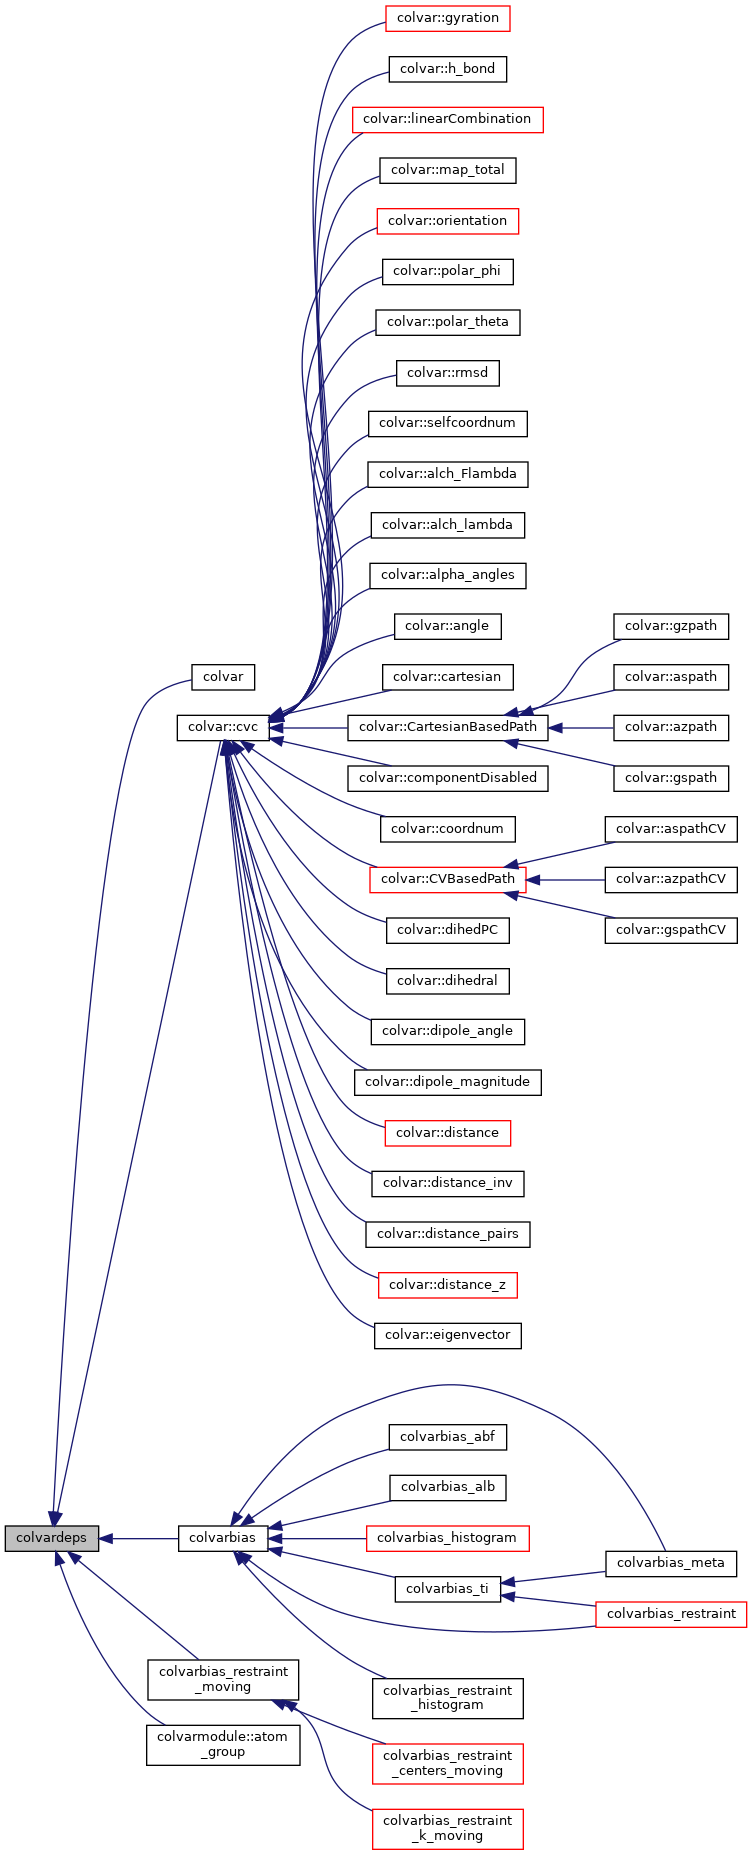 colvar::gyration
colvar::h_bond
colvar::linearCombination
colvar::map_total
colvar::orientation
colvar::polar_phi
colvar::polar_theta
colvar::rmsd
colvar::selfcoordnum
colvar::alch_Flambda
colvar::alch_lambda
colvar::alpha_angles
colvar::angle
colvar::gzpath
colvar
colvar::cartesian
colvar::aspath
colvar::cvc
colvar::CartesianBasedPath
colvar::azpath
colvar::componentDisabled
colvar::gspath
colvar::coordnum
colvar::aspathCV
colvar::CVBasedPath
colvar::azpathCV
colvar::dihedPC
colvar::gspathCV
colvar::dihedral
colvar::dipole_angle
colvar::dipole_magnitude
colvar::distance
colvar::distance_inv
colvar::distance_pairs
colvar::distance_z
colvar::eigenvector
colvarbias_abf
colvarbias_alb
colvardeps
colvarbias
colvarbias_histogram
colvarbias_meta
colvarbias_ti
colvarbias_restraint
colvarbias_restraint
_moving
colvarbias_restraint
_histogram
colvarmodule::atom
_group
colvarbias_restraint
_centers_moving
colvarbias_restraint
_k_moving